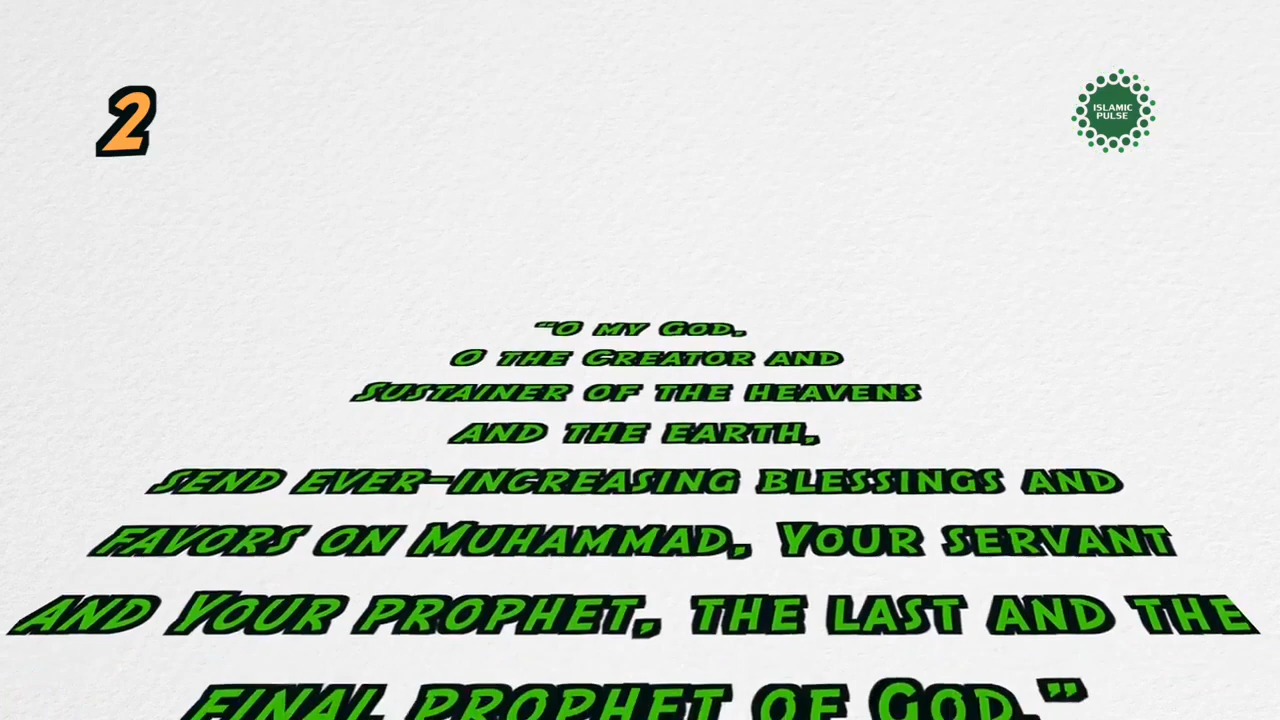 2
ISLAMIC
PULSE
“O my God,
O the Creator and
Sustainer of the heavens
and the earth,
send ever-increasing blessings and
favors on Muhammad, Your servant
and Your prophet, the last and the
final prophet of God.”